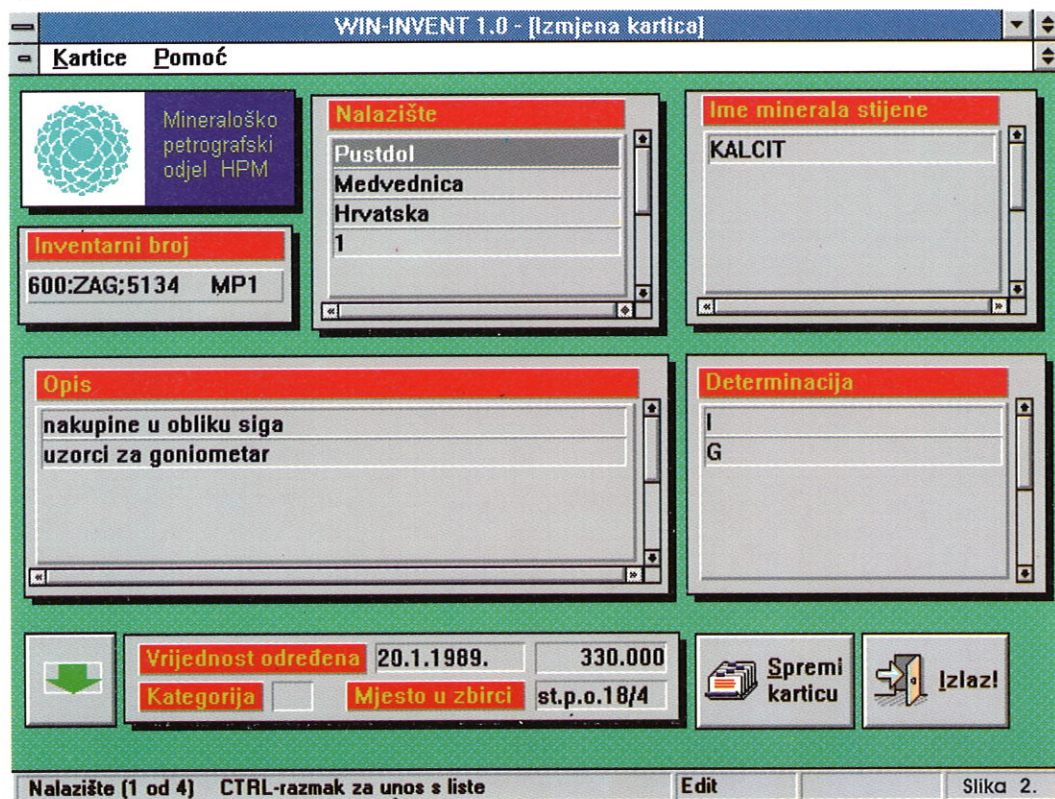 WIN-INVENT 1.0 - [Izmjena kartica]
Kartice Pomoć
Mineraloško
petrografski
odjel HPM
Inventarni broj
600:ZAG;5134 MP1
Nalazište
Pustdol
Medvednica
Hrvatska
1
Ime minerala stijene
KALCIT
Opis
nakupine u obliku siga
uzorci za goniometar
Determinacija
I
G
Vrijednost određena 20.1.1989. 330.000
Kategorija Mjesto u zbirci st.p.o.18/4
Spremi
karticu
Izlaz!
Nalazište (1 od 4) CTRL-razmak za unos s liste Edit Slika 2.